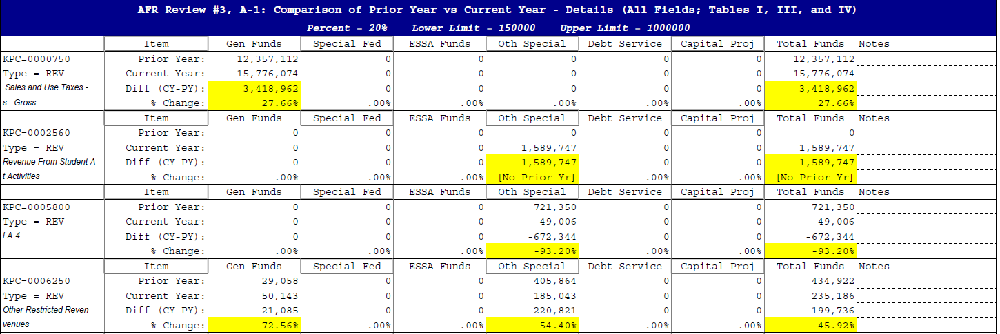 AFR Review #3, A-1: Comparison of Prior Year vs Current Year - Details (All Fields; Tables I, III, and IV)
Percent = 20% Lower Limit = 150000 Upper Limit = 1000000
Item Gen Funds Special Fed ESSA Funds Oth Special Debt Service Capital Proj Total Funds Notes
KPC=0000750 Prior Year: 12,357,112 0 0 0 0 0 12,357,112
Type = REV Current Year: 15,776,074 0 0 0 0 0 15,776,074
Sales and Use Taxes - Diff (CY-PY): 3,418,962 0 0 0 0 0 3,418,962
s - Gross % Change: 27.66% .00% .00% .00% .00% .00% 27.66%
Item Gen Funds Special Fed ESSA Funds Oth Special Debt Service Capital Proj Total Funds Notes
KPC=0002560 Prior Year: 0 0 0 0 0 0 0
Type = REV Current Year: 0 0 0 1,589,747 0 0 1,589,747
Revenue From Student A Diff (CY-PY): 0 0 0 1,589,747 0 0 1,589,747
t Activities % Change: .00% .00% .00% [No Prior Yr] .00% .00% [No Prior Yr]
Item Gen Funds Special Fed ESSA Funds Oth Special Debt Service Capital Proj Total Funds Notes
KPC=0005800 Prior Year: 0 0 0 721,350 0 0 721,350
Type = REV Current Year: 0 0 0 49,006 0 0 49,006
LA-4 Diff (CY-PY): 0 0 0 -672,344 0 0 -672,344
% Change: .00% .00% .00% -93.20% .00% .00% -93.20%
Item Gen Funds Special Fed ESSA Funds Oth Special Debt Service Capital Proj Total Funds Notes
KPC=0006250 Prior Year: 29,058 0 0 405,864 0 0 434,922
Type = REV Current Year: 50,143 0 0 185,043 0 0 235,186
Other Restricted Reven Diff (CY-PY): 21,085 0 0 -220,821 0 0 -199,736
venues % Change: 72.56% .00% .00% -54.40% .00% .00% -45.92%